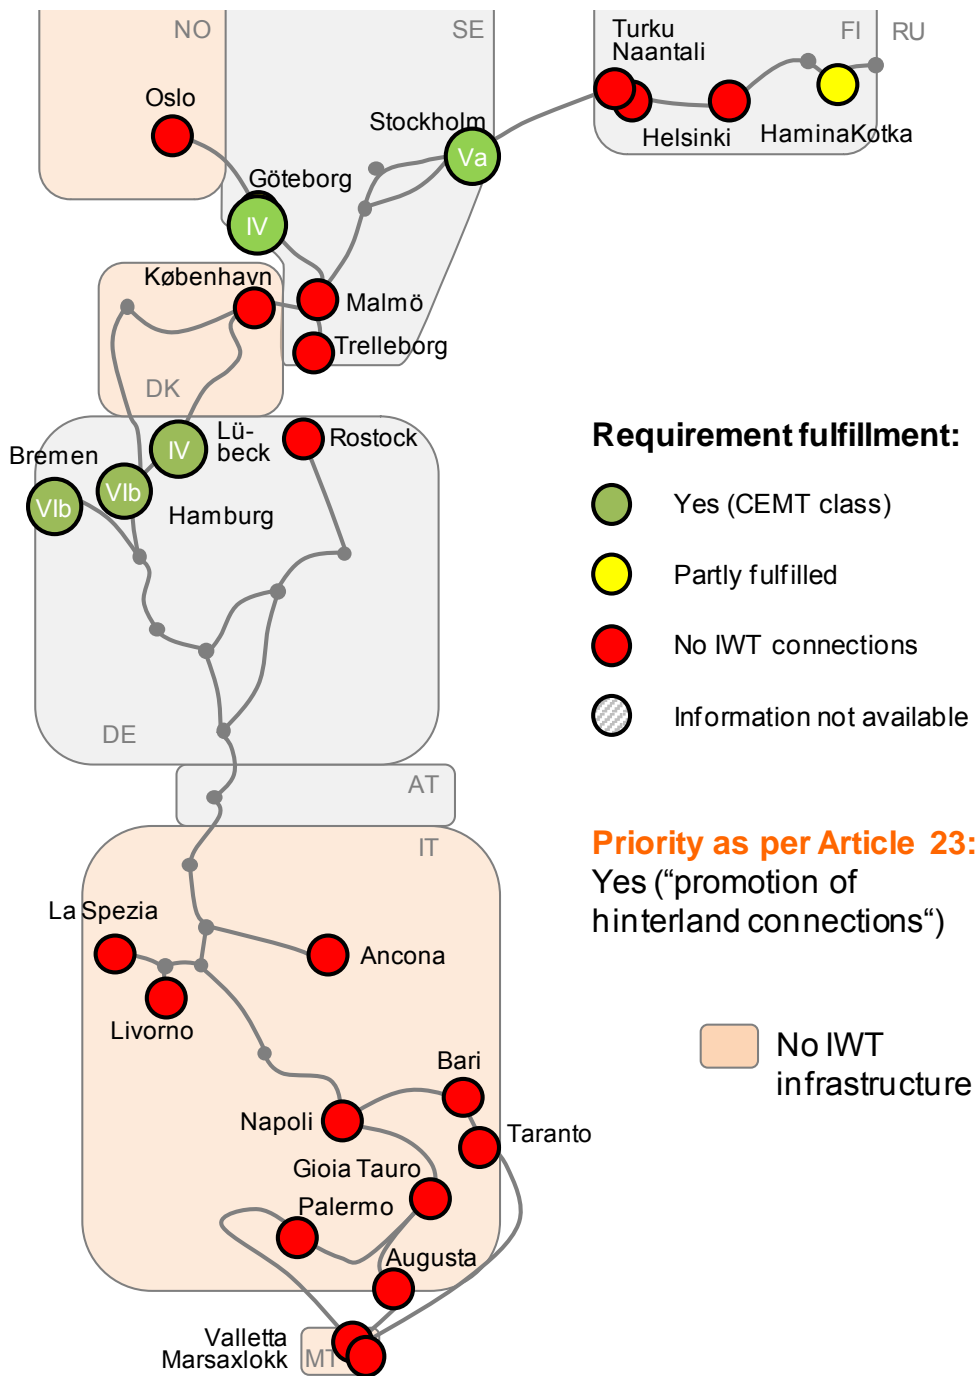 NO
SE
Turku
Naantali
FI
RU
Oslo
Stockholm
Helsinki
HaminaKotka
Va
Göteborg
IV
København
Malmö
Trelleborg
DK
IV
Lü-
beck
Rostock
Bremen
VIb
VIb
Hamburg
DE
AT
IT
La Spezia
Ancona
Livorno
Bari
Napoli
Taranto
Gioia Tauro
Palermo
Augusta
Valletta
Marsaxlokk
MT
Requirement fulfillment:
Yes (CEMT class)
Partly fulfilled
No IWT connections
Information not available
Priority as per Article 23:
Yes (“promotion of
hinterland connections“)
No IWT
infrastructure